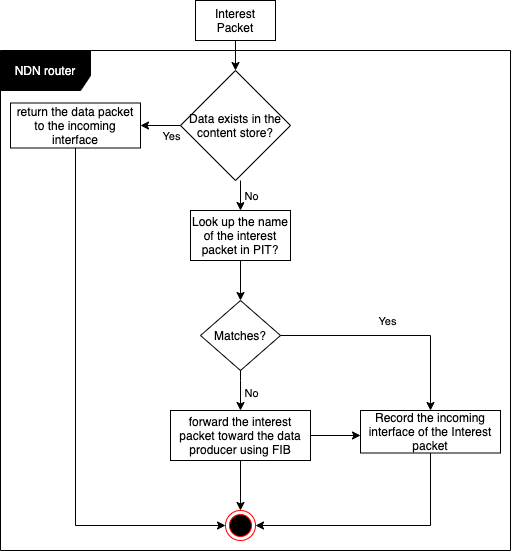 Interest
Packet
NDN router
Data exists in the
content store?
Yes
return the data packet
to the incoming
interface
No
Look up the name
of the interest
packet in PIT?
Matches?
Yes
No
forward the interest
packet toward the data
producer using FIB
Record the incoming
interface of the Interest
packet